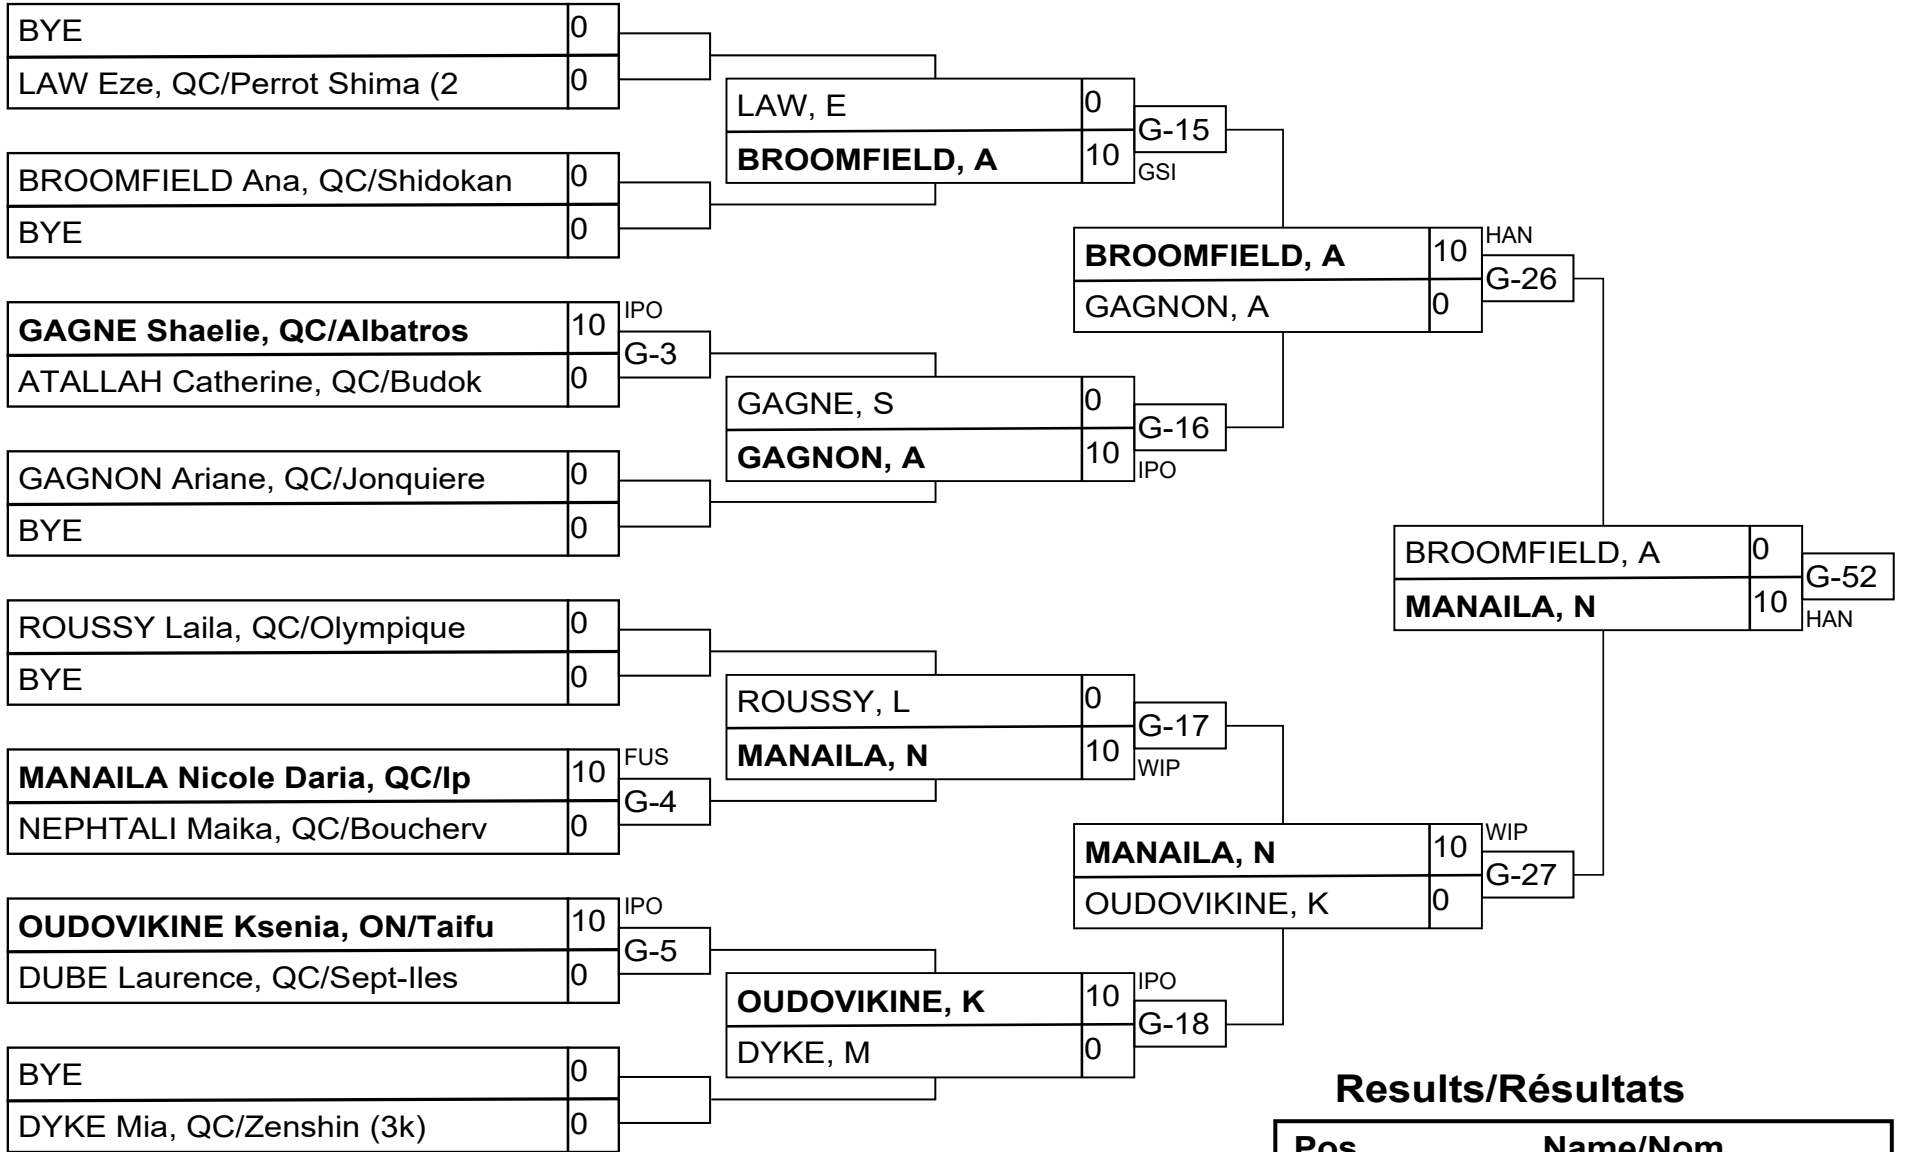 BYE 0
LAW Eze, QC/Perrot Shima (2 0
BROOMFIELD Ana, QC/Shidokan 0
BYE 0
GAGNE Shaelie, QC/Albatros 10 IPO
G-3
ATALLAH Catherine, QC/Budok 0
GAGNON Ariane, QC/Jonquiere 0
BYE 0
ROUSSY Laila, QC/Olympique 0
BYE 0
MANAILA Nicole Daria, QC/Ip 10 FUS
G-4
NEPHTALI Maika, QC/Boucherv 0
OUDOVIKINE Ksenia, ON/Taifu 10 IPO
G-5
DUBE Laurence, QC/Sept-Iles 0
BYE 0
DYKE Mia, QC/Zenshin (3k) 0
LAW, E 0
G-15
BROOMFIELD, A 10 GSI
GAGNE, S 0
G-16
GAGNON, A 10 IPO
ROUSSY, L 0
G-17
MANAILA, N 10 WIP
OUDOVIKINE, K 10 IPO
G-18
DYKE, M 0
BROOMFIELD, A 10 HAN
G-26
GAGNON, A 0
MANAILA, N 10 WIP
G-27
OUDOVIKINE, K 0
BROOMFIELD, A 0
G-52
MANAILA, N 10 HAN
Results/Résultats
Pos Name/Nom